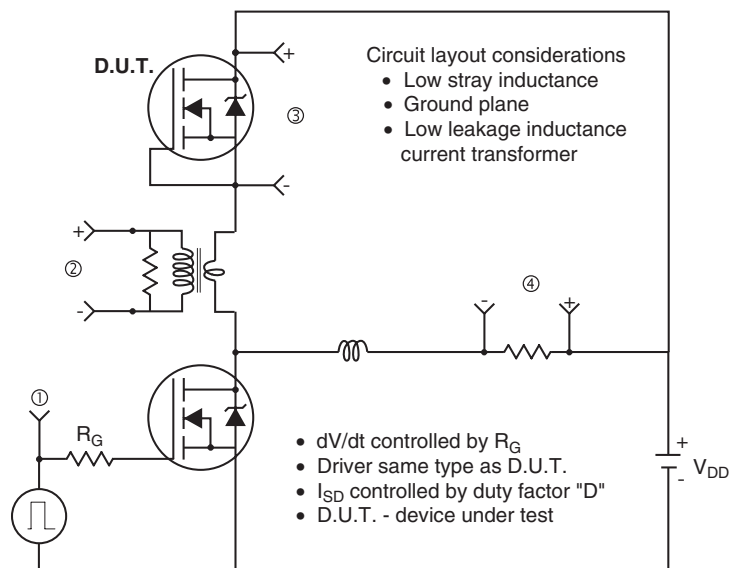 D.U.T.
+
-
③
Circuit layout considerations
• Low stray inductance
• Ground plane
• Low leakage inductance
current transformer
+
②
-
④
-
+
①
R_G
• dV/dt controlled by R_G
• Driver same type as D.U.T.
• I_SD controlled by duty factor "D"
• D.U.T. - device under test
+
V_DD
-